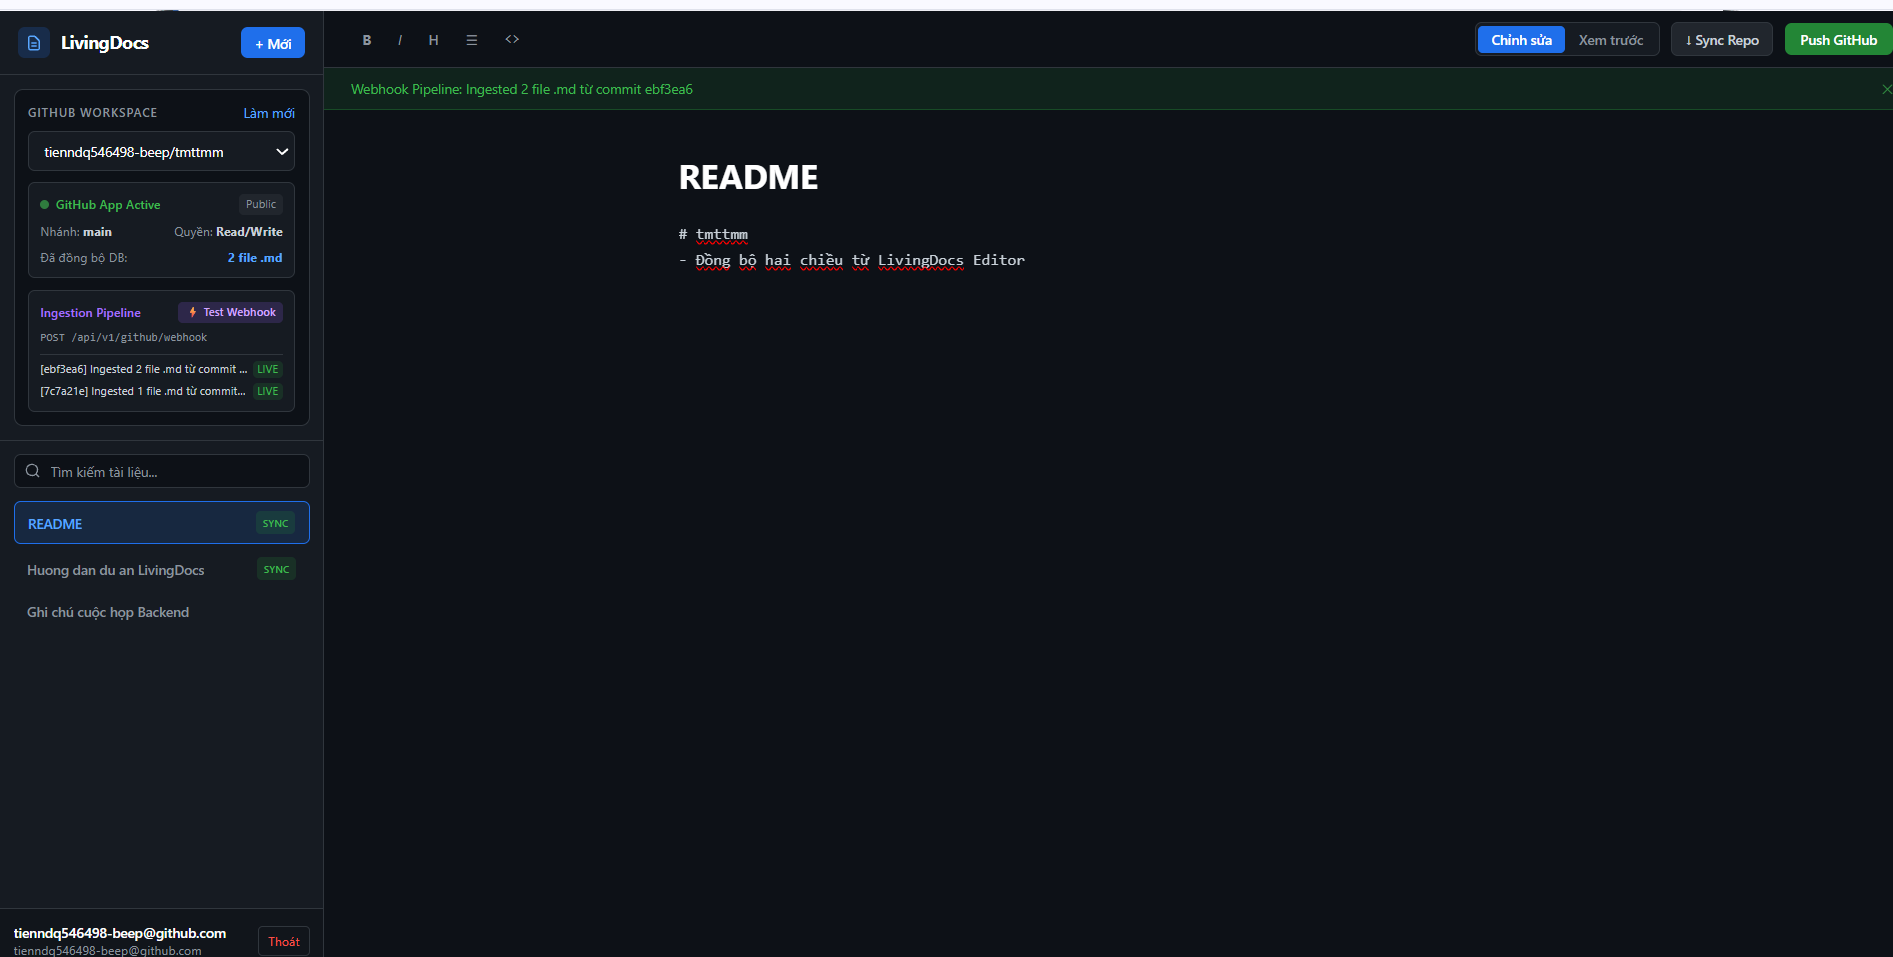 LivingDocs
+ Mới
GITHUB WORKSPACE
Làm mới
tienndq546498-beep/tmttmm
GitHub App Active
Public
Nhánh: main
Quyền: Read/Write
Đã đồng bộ DB:
2 file .md
Ingestion Pipeline
Test Webhook
POST /api/v1/github/webhook
[ebf3ea6] Ingested 2 file .md từ commit ...
LIVE
[7c7a21e] Ingested 1 file .md từ commit...
LIVE
Tìm kiếm tài liệu...
README
SYNC
Huong dan du an LivingDocs
SYNC
Ghi chú cuộc họp Backend
tienndq546498-beep@github.com
tienndq546498-beep@github.com
Thoát
B
I
H
Chỉnh sửa
Xem trước
↓ Sync Repo
Push GitHub
Webhook Pipeline: Ingested 2 file .md từ commit ebf3ea6
README
# tmttmm
- Đồng bộ hai chiều từ LivingDocs Editor